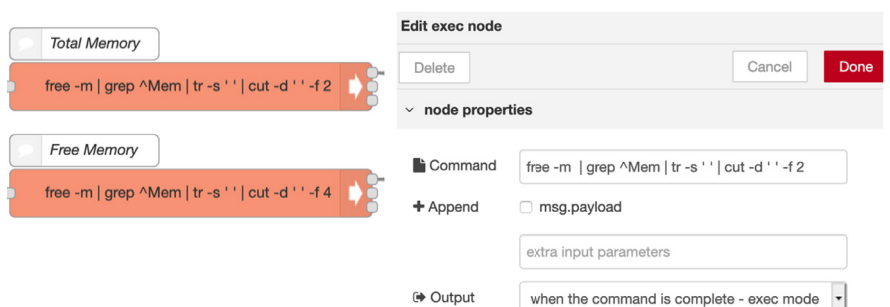 Total Memory
free -m | grep ^Mem | tr -s ' ' | cut -d ' ' -f 2
Free Memory
free -m | grep ^Mem | tr -s ' ' | cut -d ' ' -f 4
Edit exec node
Delete
Cancel
Done
node properties
Command
free -m | grep ^Mem | tr -s ' ' | cut -d ' ' -f 2
Append
msg.payload
extra input parameters
Output
when the command is complete - exec mode